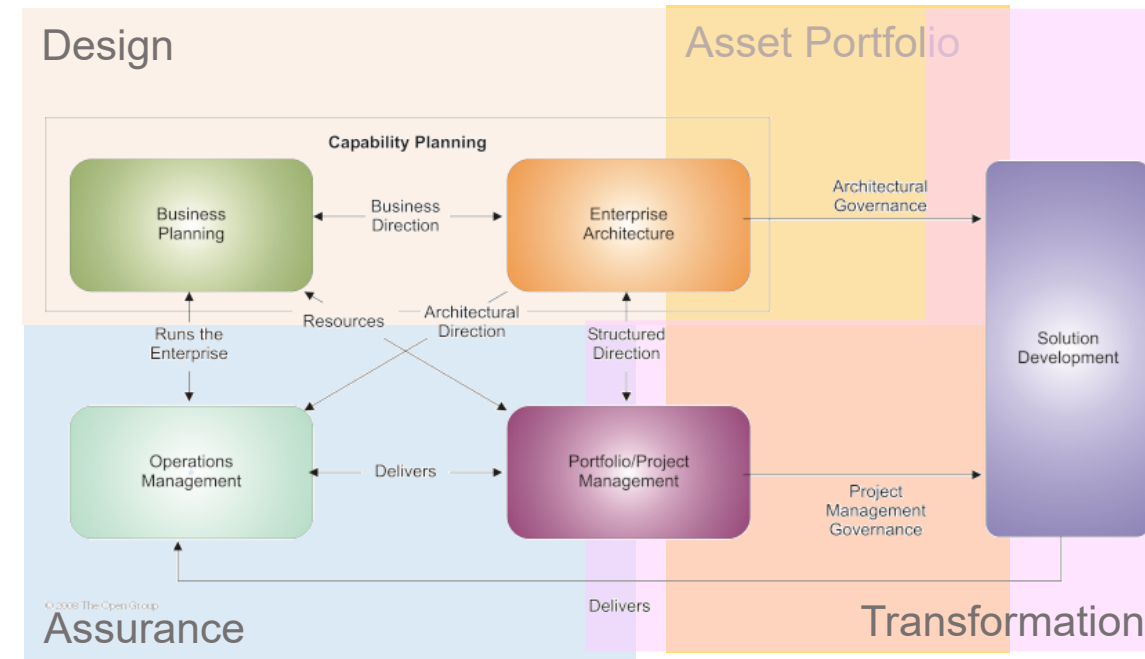 Design
Asset Portfolio
Capability Planning
Business
Planning
Business
Direction
Enterprise
Architecture
Architectural
Governance
Runs the
Enterprise
Resources
Architectural
Direction
Structured
Direction
Solution
Development
Operations
Management
Delivers
Portfolio/Project
Management
Project
Management
Governance
© 2008 The Open Group
Delivers
Assurance
Transformation